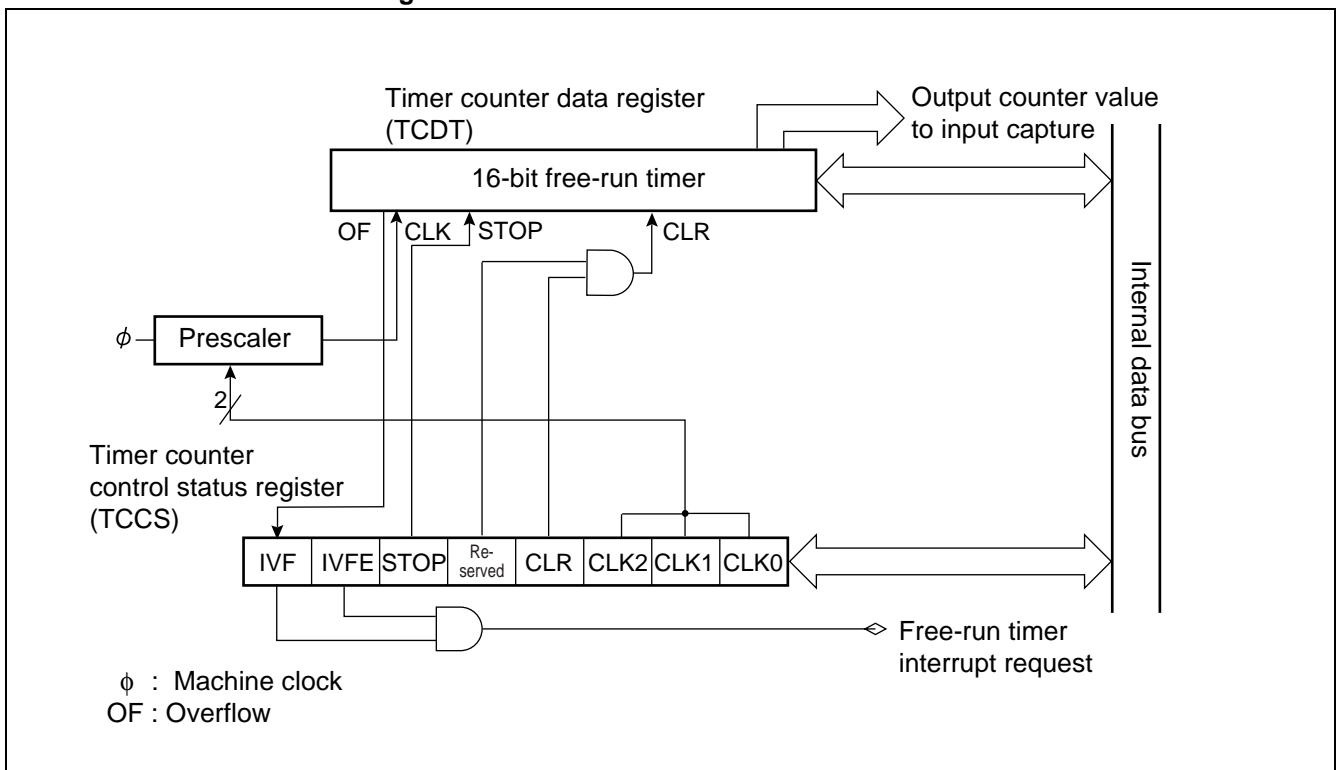 Timer counter data register
(TCDT)
Output counter value
to input capture
16-bit free-run timer
OF
CLK
STOP
CLR
ϕ
Prescaler
2
Internal data bus
Timer counter
control status register
(TCCS)
IVF
IVFE
STOP
Re-
served
CLR
CLK2
CLK1
CLK0
Free-run timer
interrupt request
ϕ : Machine clock
OF : Overflow